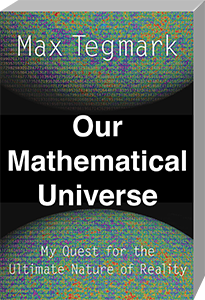 Max Tegmark
Our
Mathematical
Universe
My Quest for the
Ultimate Nature of Reality